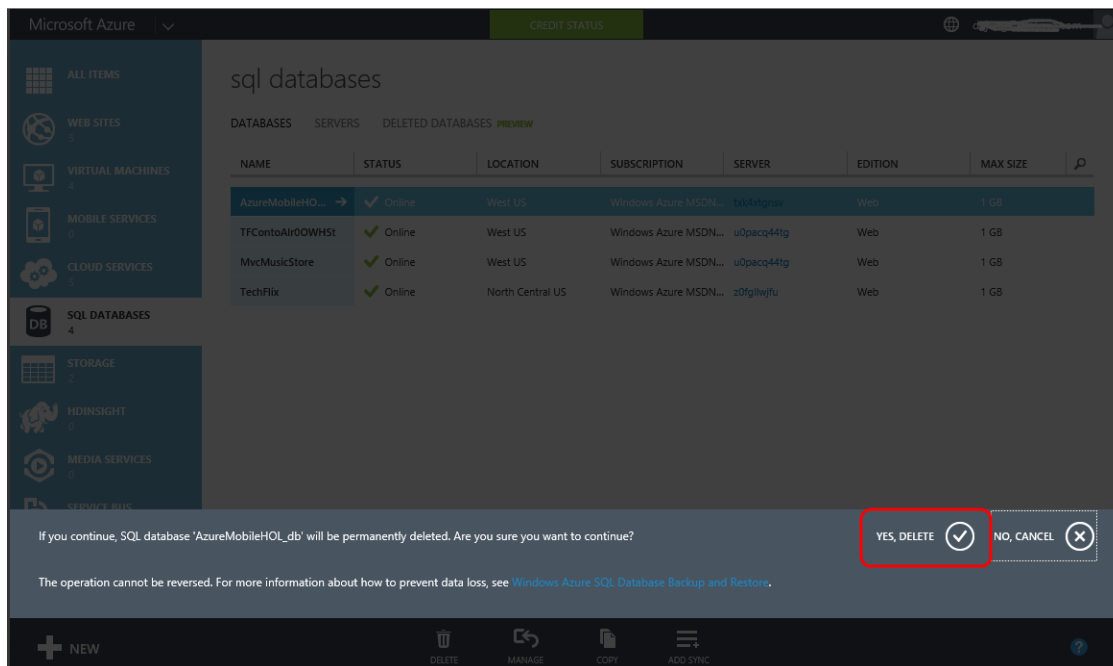 Microsoft Azure
CREDIT STATUS
ALL ITEMS
WEB SITES
5
VIRTUAL MACHINES
4
MOBILE SERVICES
0
CLOUD SERVICES
5
SQL DATABASES
4
STORAGE
2
HDINSIGHT
0
MEDIA SERVICES
0
SERVICE BUS
sql databases
DATABASES SERVERS DELETED DATABASES PREVIEW
NAME STATUS LOCATION SUBSCRIPTION SERVER EDITION MAX SIZE
AzureMobileHO... Online West US Windows Azure MSDN... Web 1 GB
TFContoAIr0OWHSt Online West US Windows Azure MSDN... u0pacq44tg Web 1 GB
MvcMusicStore Online West US Windows Azure MSDN... u0pacq44tg Web 1 GB
TechFlix Online North Central US Windows Azure MSDN... z0fgllwjfu Web 1 GB
If you continue, SQL database 'AzureMobileHOL_db' will be permanently deleted. Are you sure you want to continue?
YES, DELETE NO, CANCEL
The operation cannot be reversed. For more information about how to prevent data loss, see Windows Azure SQL Database Backup and Restore.
NEW
DELETE MANAGE COPY ADD SYNC
?